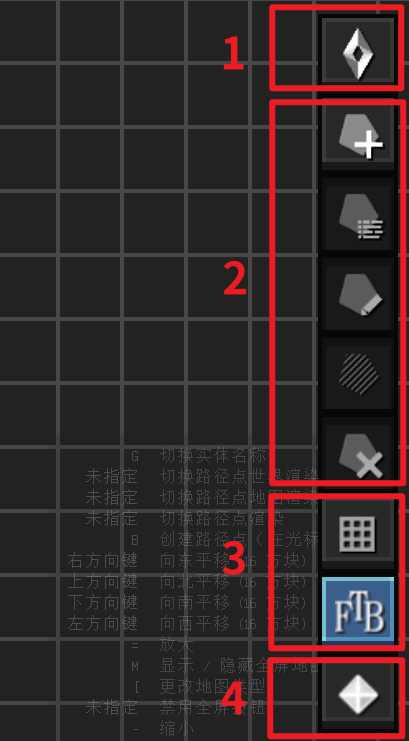 1
2
G 切换实体名称
未指定 切换路径点世界渲染
未指定 切换路径点地图渲染
未指定 切换路径点渲染
B 创建路径点（在光标
3
右方向键 向东平移（16 方块）
上方向键 向北平移（16 方块）
下方向键 向南平移（16 方块）
左方向键 向西平移（16 方块）
FTB
= 放大
M 显示 / 隐藏全屏地图
[ 更改地图类型
4
未指定 禁用全屏按钮
- 缩小